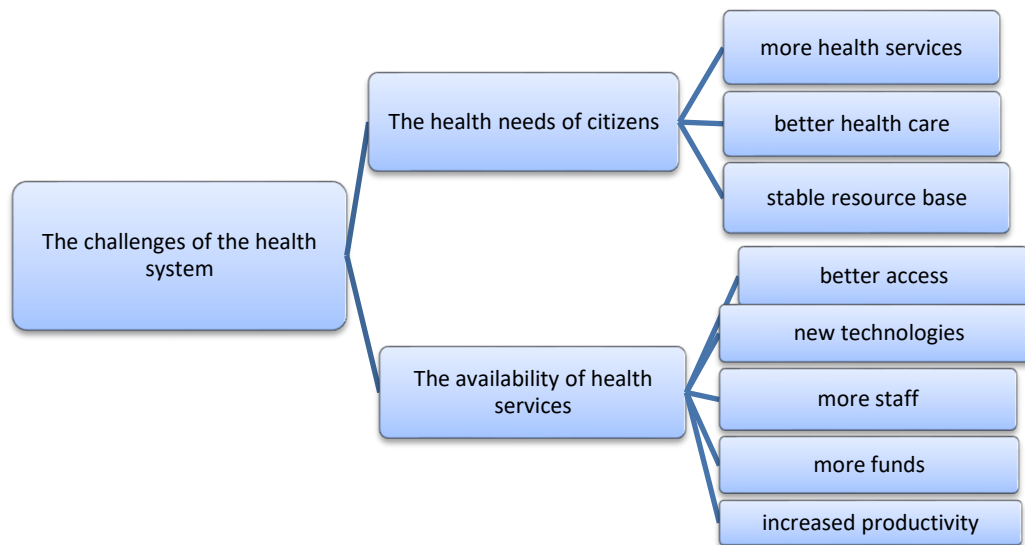 The challenges of the health
system
The health needs of citizens
more health services
better health care
stable resource base
The availability of health
services
better access
new technologies
more staff
more funds
increased productivity